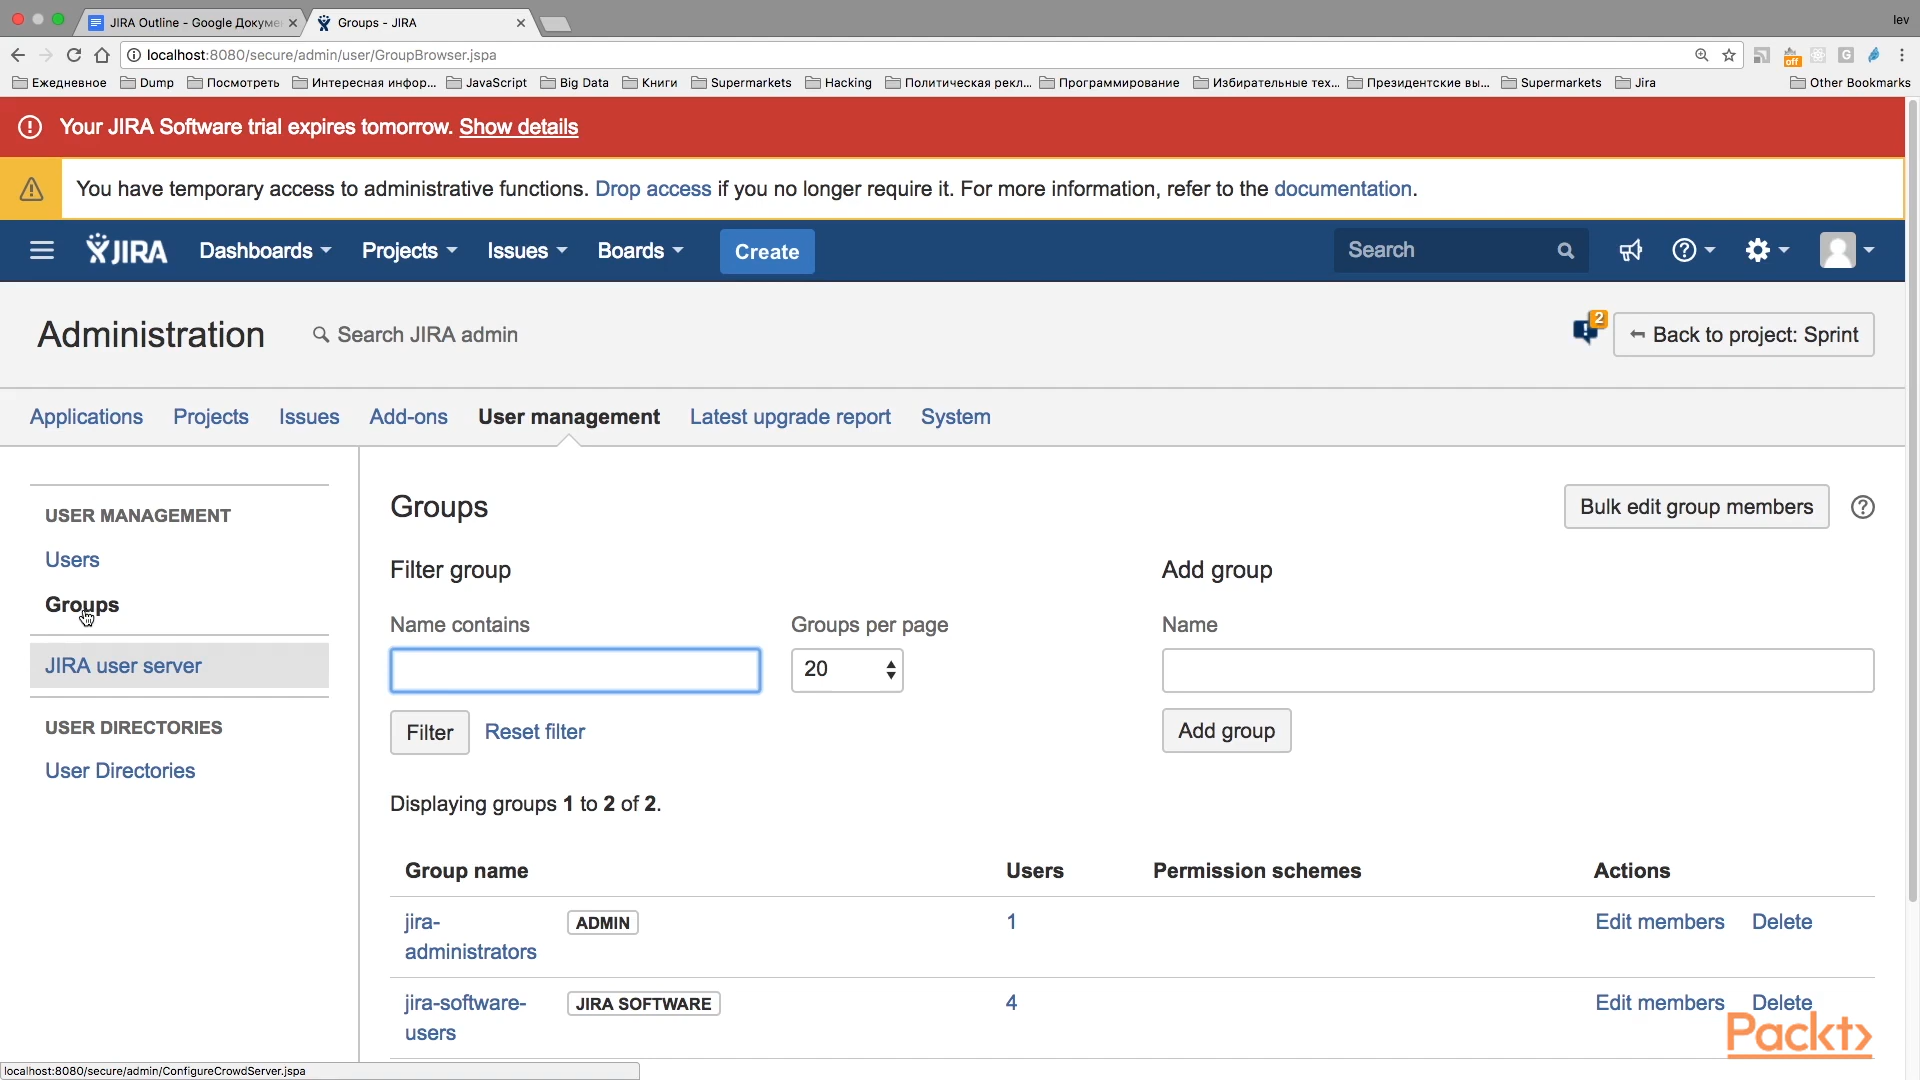 JIRA Outline - Google Докуме
Groups - JIRA
lev
localhost:8080/secure/admin/user/GroupBrowser.jspa
off
G
Ежедневное
Dump
Посмотреть
Интересная инфор...
JavaScript
Big Data
Книги
Supermarkets
Hacking
Политическая рекл...
Программирование
Избирательные тех...
Президентские вы...
Supermarkets
Jira
Other Bookmarks
Your JIRA Software trial expires tomorrow. Show details
You have temporary access to administrative functions. Drop access if you no longer require it. For more information, refer to the documentation.
JIRA
Dashboards
Projects
Issues
Boards
Create
Search
Administration
Search JIRA admin
2
Back to project: Sprint
Applications
Projects
Issues
Add-ons
User management
Latest upgrade report
System
USER MANAGEMENT
Users
Groups
JIRA user server
USER DIRECTORIES
User Directories
Groups
Bulk edit group members
Filter group
Name contains
Groups per page
20
Filter
Reset filter
Add group
Name
Add group
Displaying groups 1 to 2 of 2.
Group name
Users
Permission schemes
Actions
jira-
administrators
ADMIN
1
Edit members
Delete
jira-software-
users
JIRA SOFTWARE
4
Edit members
Delete
Packt
localhost:8080/secure/admin/ConfigureCrowdServer.jspa